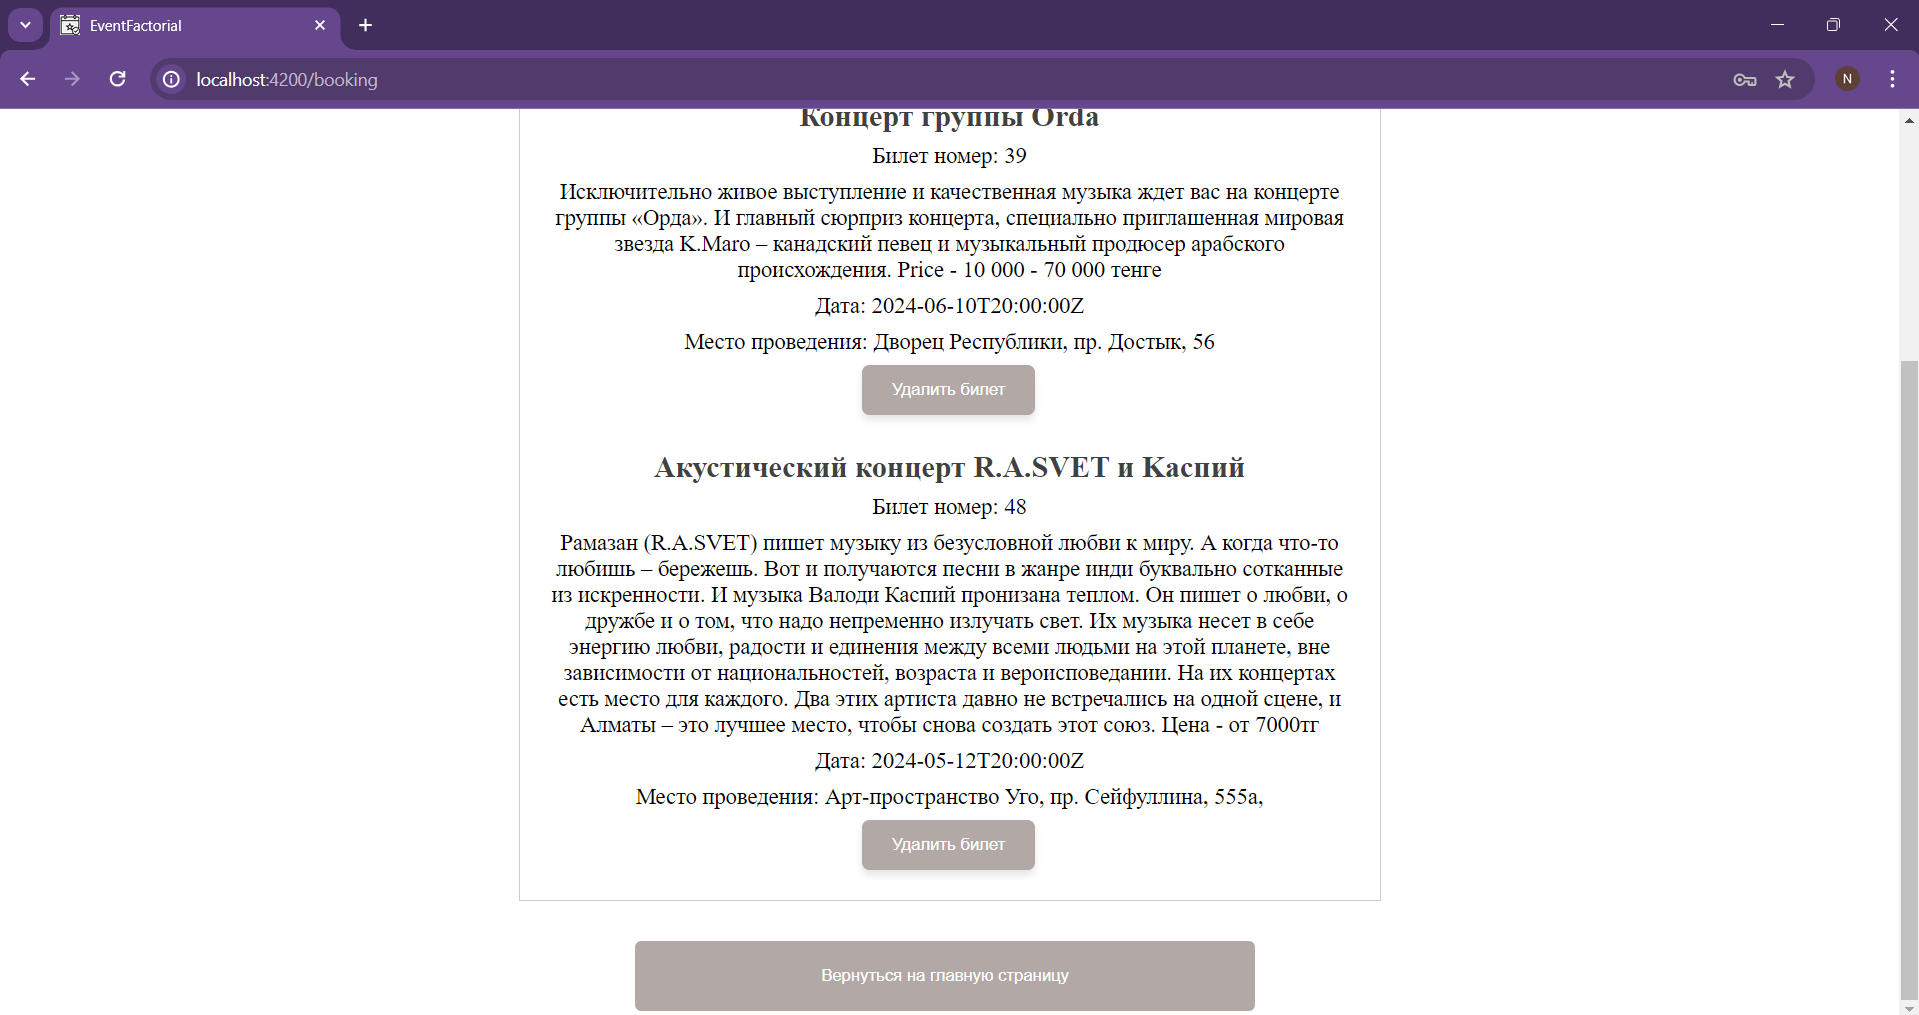 EventFactorial
localhost:4200/booking
N
Концерт группы Orda
Билет номер: 39
Исключительно живое выступление и качественная музыка ждет вас на концерте
группы «Орда». И главный сюрприз концерта, специально приглашенная мировая
звезда K.Maro – канадский певец и музыкальный продюсер арабского
происхождения. Price - 10 000 - 70 000 тенге
Дата: 2024-06-10T20:00:00Z
Место проведения: Дворец Республики, пр. Достык, 56
Удалить билет
Акустический концерт R.A.SVET и Каспий
Билет номер: 48
Рамазан (R.A.SVET) пишет музыку из безусловной любви к миру. А когда что-то
любишь – бережешь. Вот и получаются песни в жанре инди буквально сотканные
из искренности. И музыка Валоди Каспий пронизана теплом. Он пишет о любви, о
дружбе и о том, что надо непременно излучать свет. Их музыка несет в себе
энергию любви, радости и единения между всеми людьми на этой планете, вне
зависимости от национальностей, возраста и вероисповедании. На их концертах
есть место для каждого. Два этих артиста давно не встречались на одной сцене, и
Алматы – это лучшее место, чтобы снова создать этот союз. Цена - от 7000тг
Дата: 2024-05-12T20:00:00Z
Место проведения: Арт-пространство Уго, пр. Сейфуллина, 555а,
Удалить билет
Вернуться на главную страницу